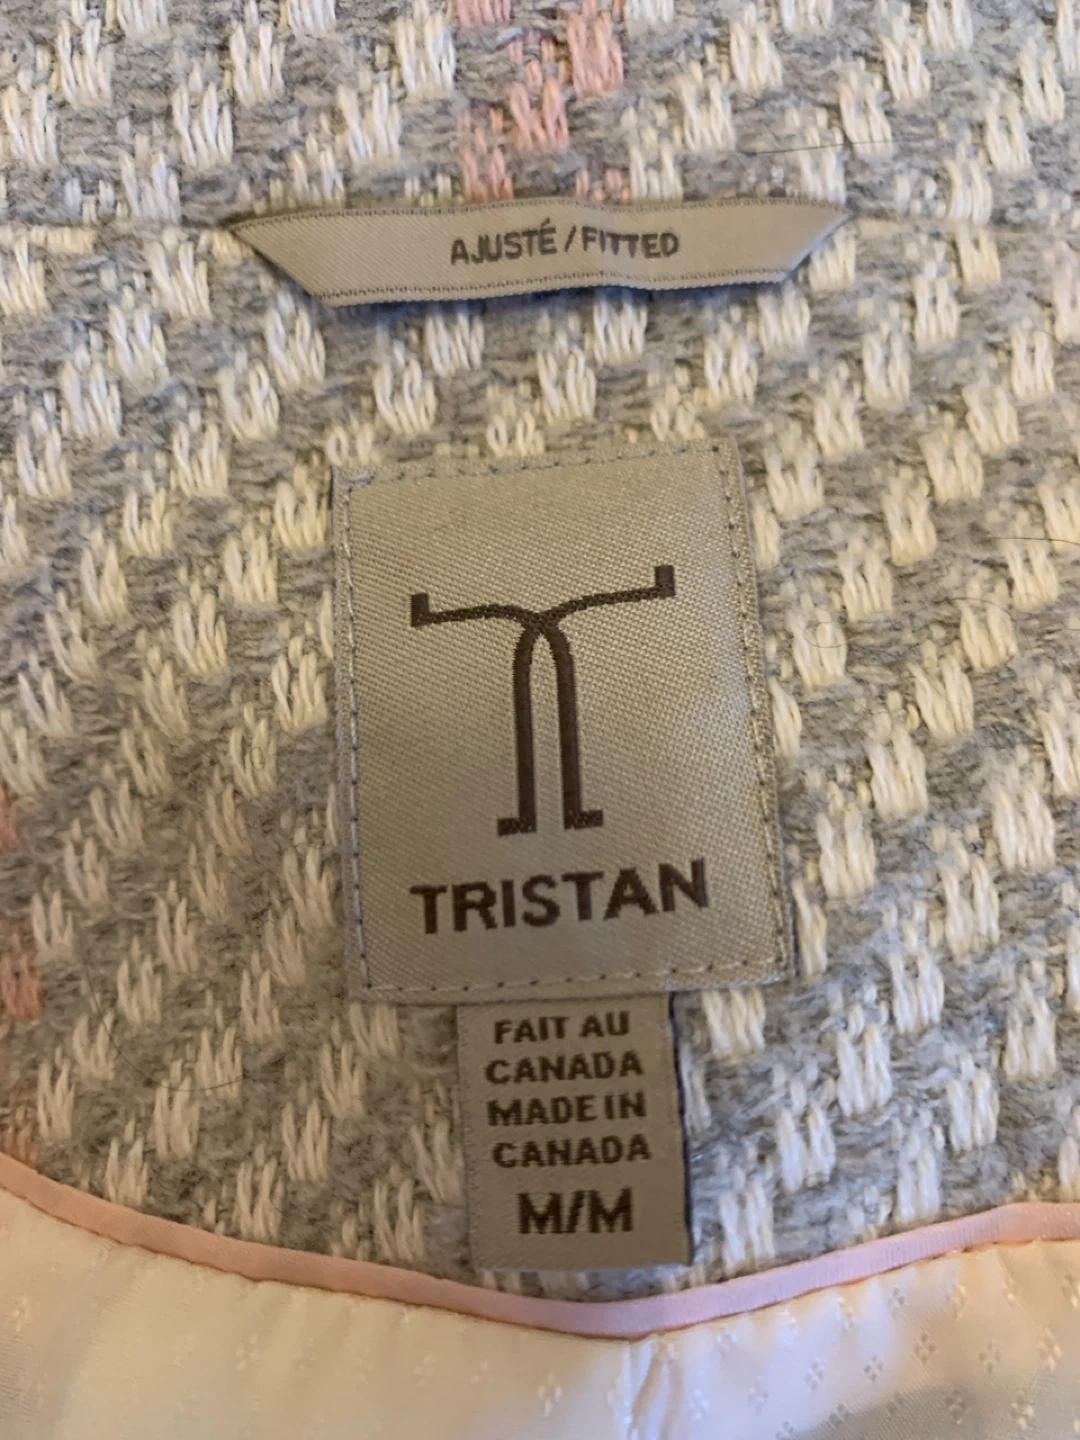 AJUSTÉ / FITTED
TRISTAN
FAIT AU
CANADA
MADE IN
CANADA
M/M